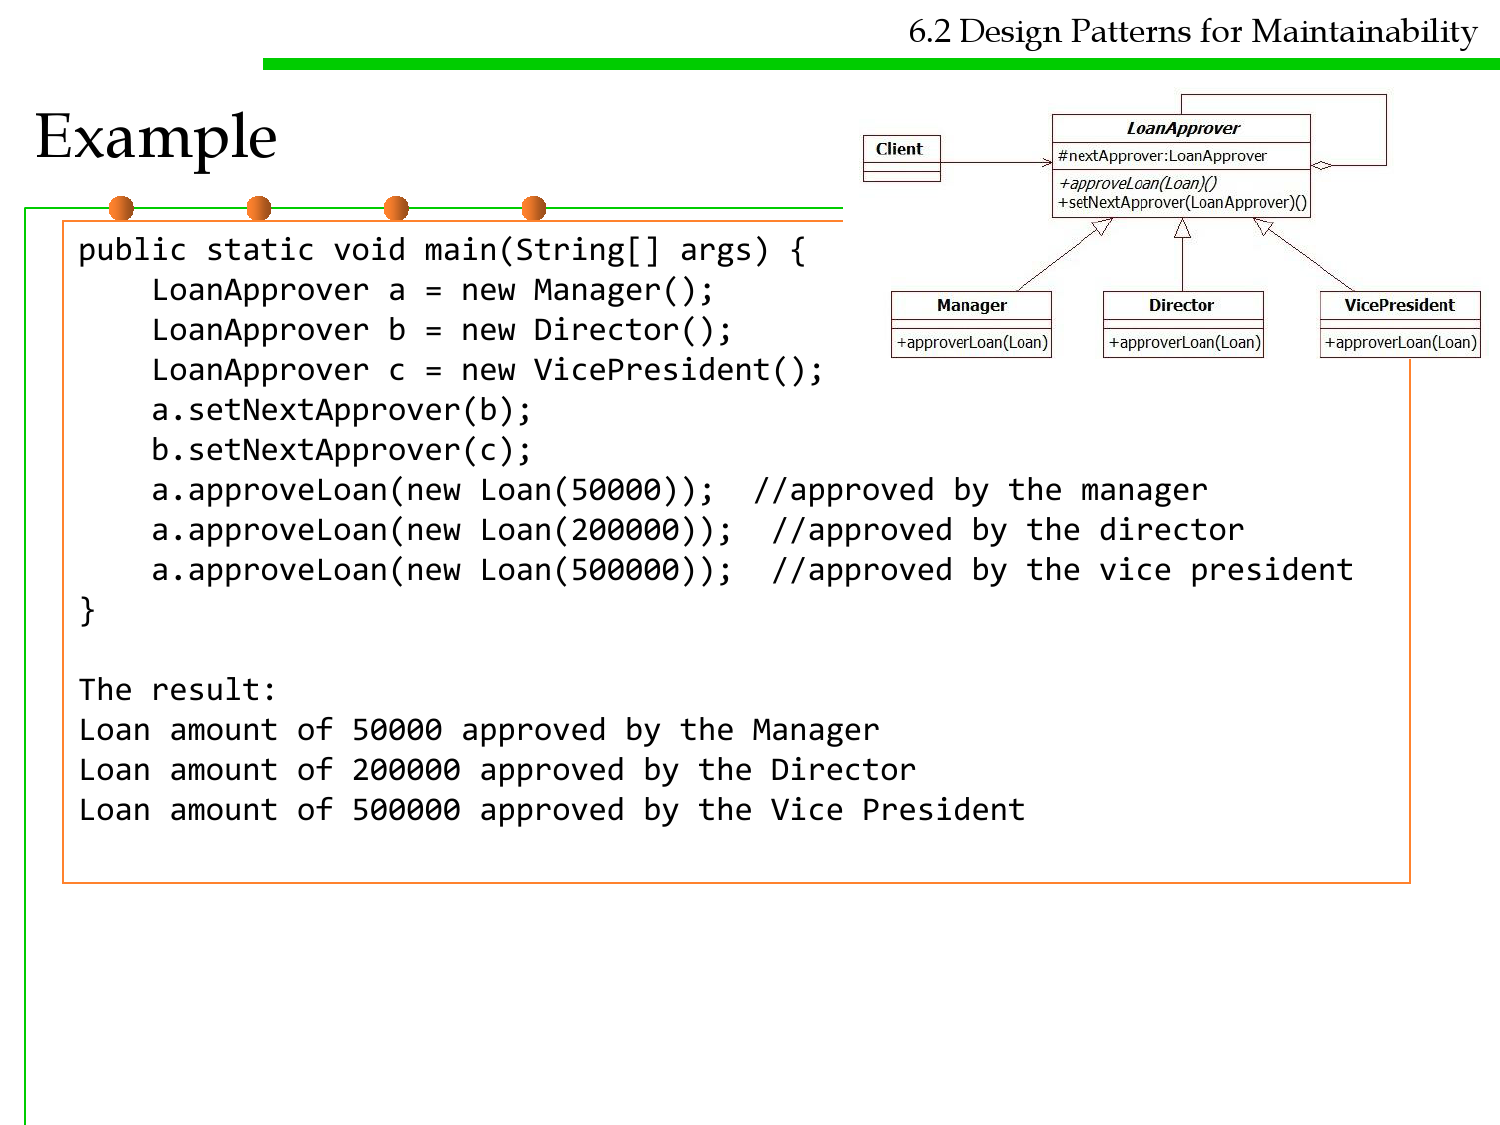 6.2 Design Patterns for Maintainability
Example
Client
LoanApprover
#nextApprover:LoanApprover
+approveLoan(Loan)()
+setNextApprover(LoanApprover)()
Manager
+approverLoan(Loan)
Director
+approverLoan(Loan)
VicePresident
+approverLoan(Loan)
public static void main(String[] args) {
    LoanApprover a = new Manager();
    LoanApprover b = new Director();
    LoanApprover c = new VicePresident();
    a.setNextApprover(b);
    b.setNextApprover(c);
    a.approveLoan(new Loan(50000));  //approved by the manager
    a.approveLoan(new Loan(200000));  //approved by the director
    a.approveLoan(new Loan(500000));  //approved by the vice president
}
The result:
Loan amount of 50000 approved by the Manager
Loan amount of 200000 approved by the Director
Loan amount of 500000 approved by the Vice President